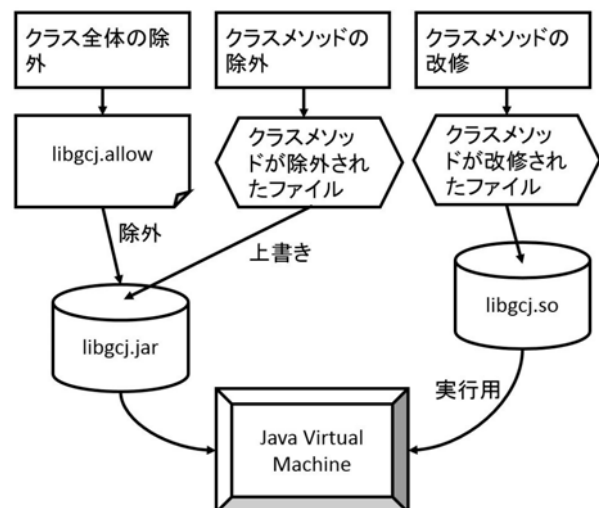 クラス全体の除
外
クラスメソッドの
除外
クラスメソッドの
改修
libgcj.allow
クラスメソッ
ドが除外され
たファイル
クラスメソッ
ドが改修され
たファイル
除外
上書き
libgcj.jar
libgcj.so
実行用
Java Virtual
Machine